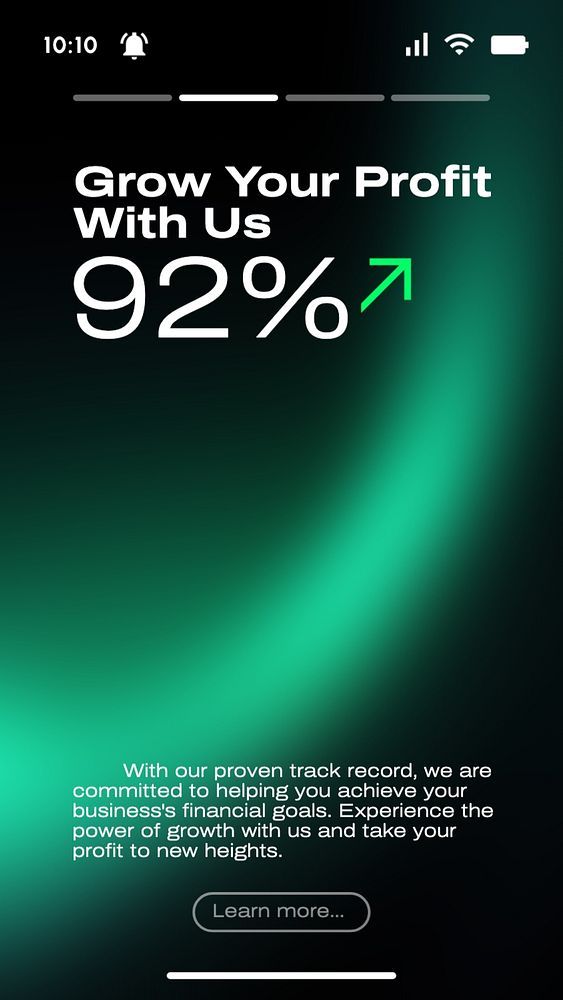 10:10
Grow Your Profit
With Us
92%
With our proven track record, we are
committed to helping you achieve your
business's financial goals. Experience the
power of growth with us and take your
profit to new heights.
Learn more...